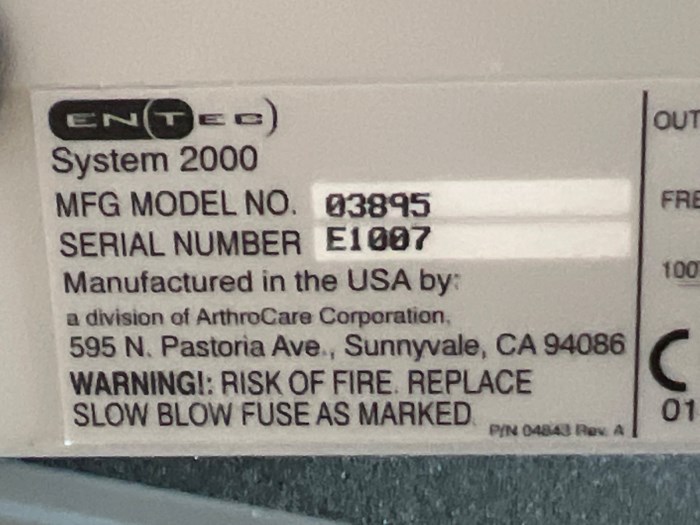 ENTEC
System 2000
MFG MODEL NO. 03895
SERIAL NUMBER E1007
Manufactured in the USA by:
a division of ArthroCare Corporation.
595 N. Pastoria Ave., Sunnyvale, CA 94086
WARNING!: RISK OF FIRE. REPLACE
SLOW BLOW FUSE AS MARKED.
P/N 04843 Rev. A
OUT
FRE
100
C
01